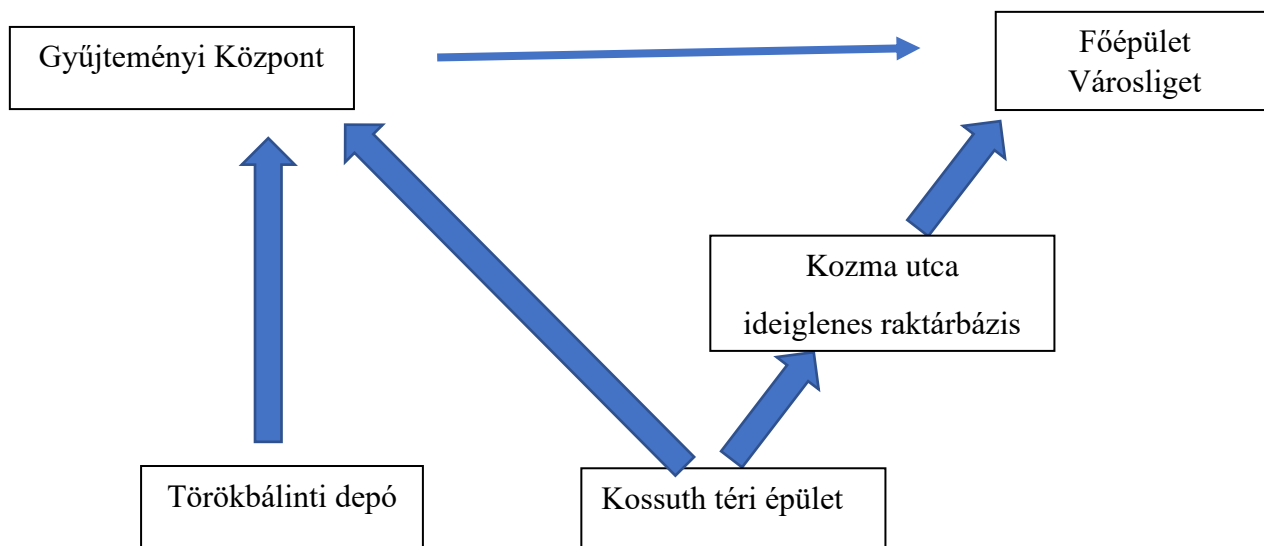 Gyűjteményi Központ
Főépület
Városliget
Kozma utca
ideiglenes raktárbázis
Törökbálinti depó
Kossuth téri épület